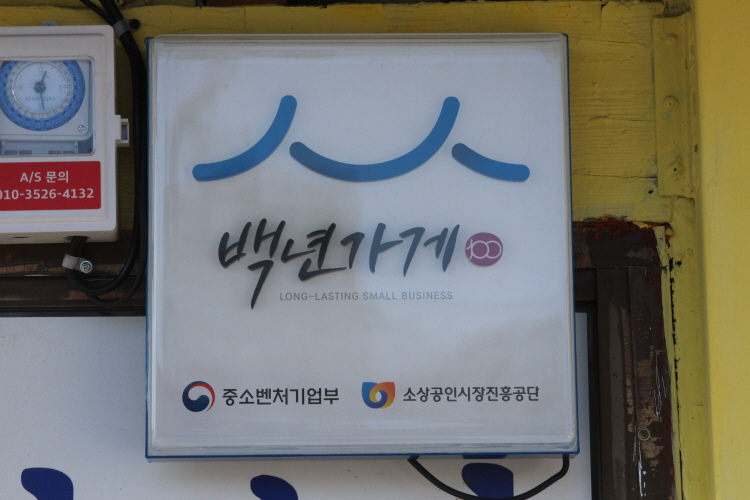 A/S 문의
010-3526-4132
백년가게 100
LONG-LASTING SMALL BUSINESS
중소벤처기업부 소상공인시장진흥공단